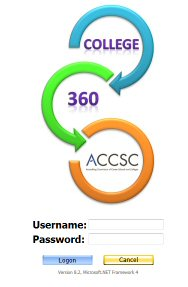 COLLEGE
360
ACCSC
Accrediting Commission of Career Schools and Colleges
Username:
Password:
Logon
Cancel
Version 8.2, Microsoft.NET Framework 4